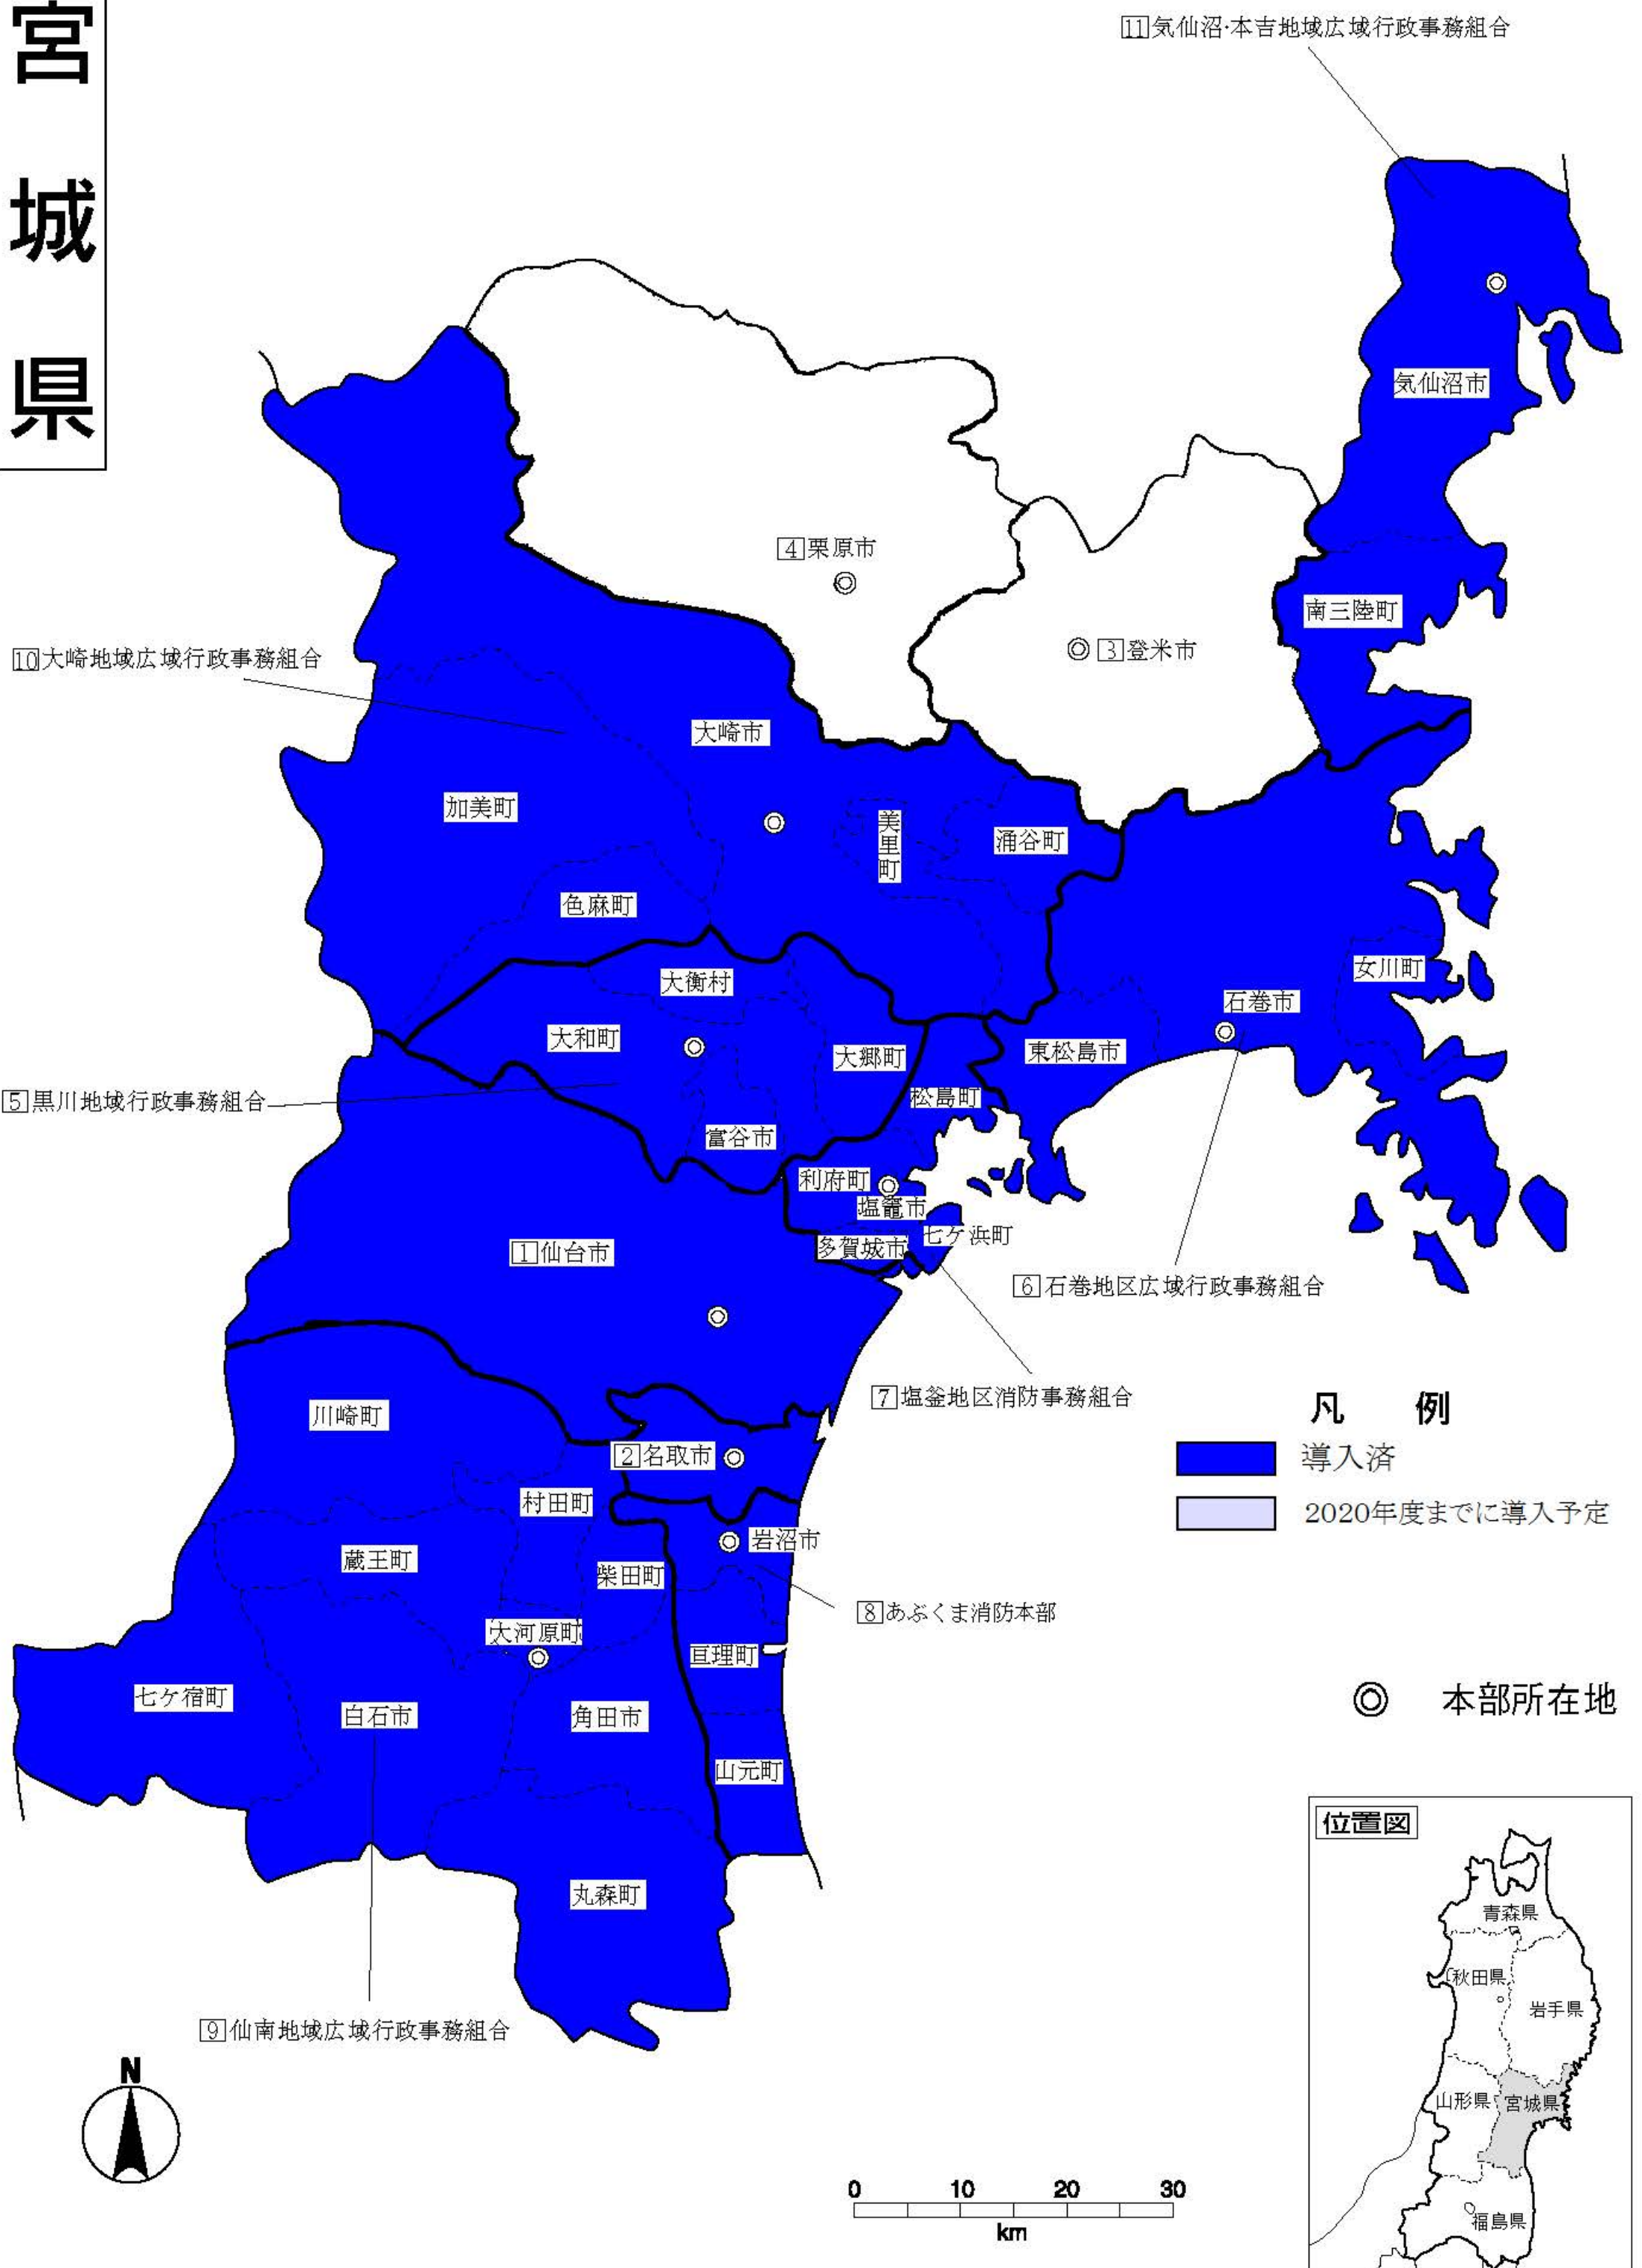 宮城県
11気仙沼・本吉地域広域行政事務組合
気仙沼市
4栗原市
南三陸町
3登米市
10大崎地域広域行政事務組合
大崎市
加美町
美里町
涌谷町
色麻町
大衡村
女川町
石巻市
大和町
大郷町
東松島市
5黒川地域行政事務組合
松島町
富谷市
利府町
塩竈市
七ケ浜町
多賀城市
1仙台市
6石巻地区広域行政事務組合
7塩釜地区消防事務組合
凡 例
川崎町
2名取市
導入済
村田町
2020年度までに導入予定
岩沼市
蔵王町
柴田町
8あぶくま消防本部
大河原町
亘理町
七ケ宿町
白石市
角田市
本部所在地
山元町
位置図
丸森町
青森県
秋田県
岩手県
9仙南地域広域行政事務組合
N
山形県
宮城県
0 10 20 30
km
福島県